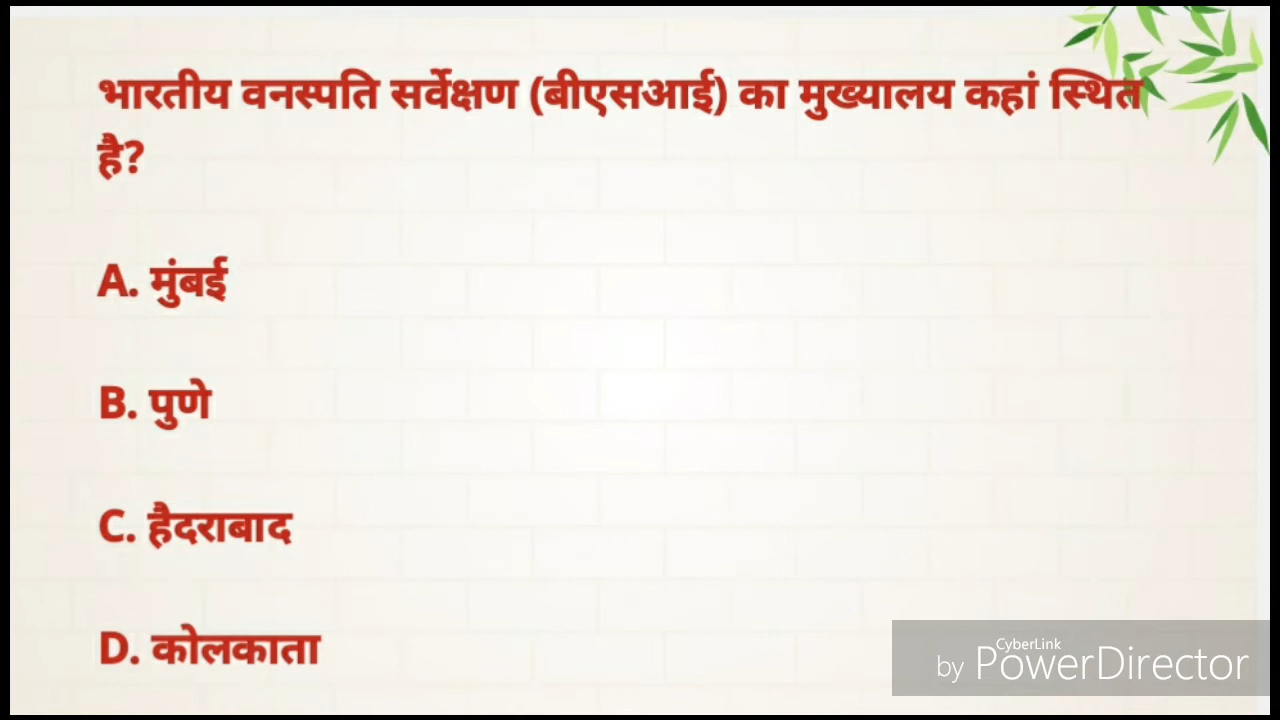 भारतीय वनस्पति सर्वेक्षण (बीएसआई) का मुख्यालय कहां स्थित
है?
A. मुंबई
B. पुणे
C. हैदराबाद
D. कोलकाता
CyberLink
by PowerDirector